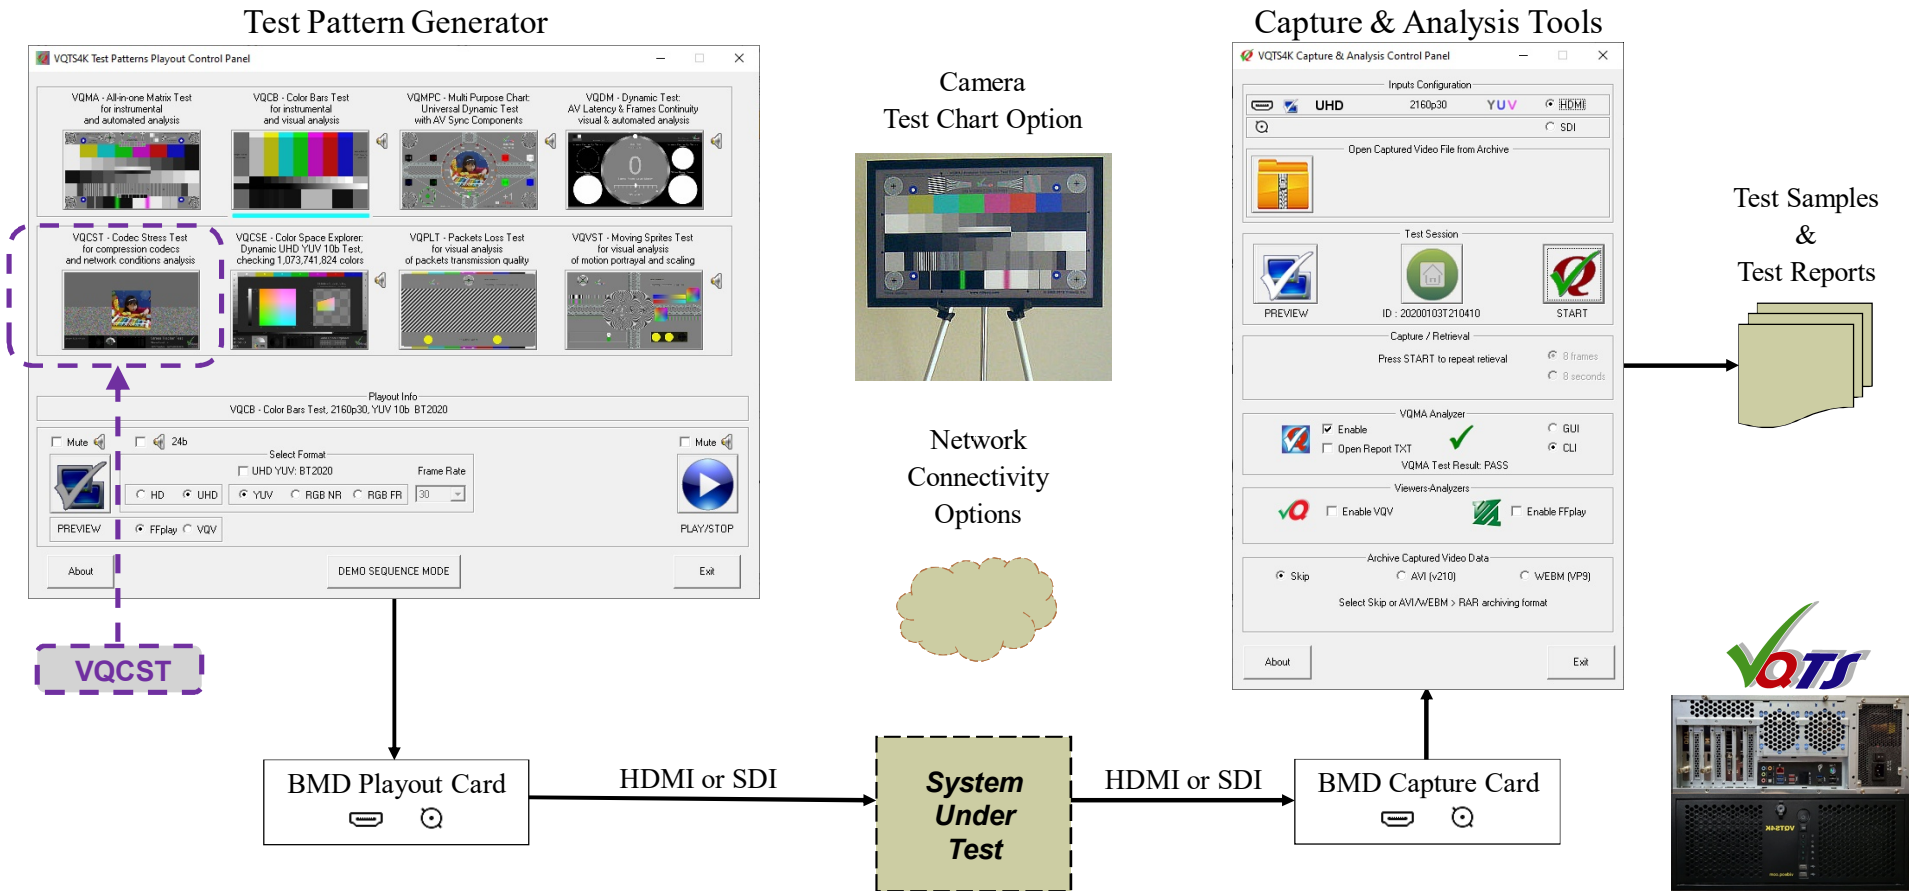 Test Pattern Generator
VQTS4K Test Patterns Playout Control Panel
VQMA - All-in-one Matrix Test
for instrumental
and automated analysis
VQCB - Color Bars Test
for instrumental
and visual analysis
VQMPC - Multi Purpose Chart:
Universal Dynamic Test
with AV Sync Components
VQDM - Dynamic Test:
AV Latency & Frames Continuity
visual & automated analysis
0
VQCST - Codec Stress Test
for compression codecs
and network conditions analysis
VQCSE - Color Space Explorer:
Dynamic UHD YUV 10b Test,
checking 1,073,741,824 colors
VQPLT - Packets Loss Test
for visual analysis
of packets transmission quality
VQVST - Moving Sprites Test
for visual analysis
of motion portrayal and scaling
Playout Info
VQCB - Color Bars Test, 2160p30, YUV 10b BT2020
Mute
24b
Mute
Select Format
UHD YUV: BT2020
Frame Rate
HD UHD
YUV RGB NR RGB FR
30
PREVIEW
FFplay VQV
PLAY/STOP
About
DEMO SEQUENCE MODE
Exit
VQCST
Camera
Test Chart Option
Network
Connectivity
Options
Capture & Analysis Tools
VQTS4K Capture & Analysis Control Panel
Inputs Configuration
UHD 2160p30 YUV HDMI
SDI
Open Captured Video File from Archive
Test Session
PREVIEW
ID : 20200103T210410
START
Capture / Retrieval
Press START to repeat retieval
8 frames
8 seconds
VQMA Analyzer
Enable
GUI
Open Report TXT
CLI
VQMA Test Result: PASS
Viewers-Analyzers
Enable VQV
Enable FFplay
Archive Captured Video Data
Skip AVI (v210) WEBM (VP9)
Select Skip or AVI/WEBM > RAR archiving format
About
Exit
Test Samples
&
Test Reports
VQTS
VQTS4K
BMD Playout Card
HDMI or SDI
System
Under
Test
HDMI or SDI
BMD Capture Card